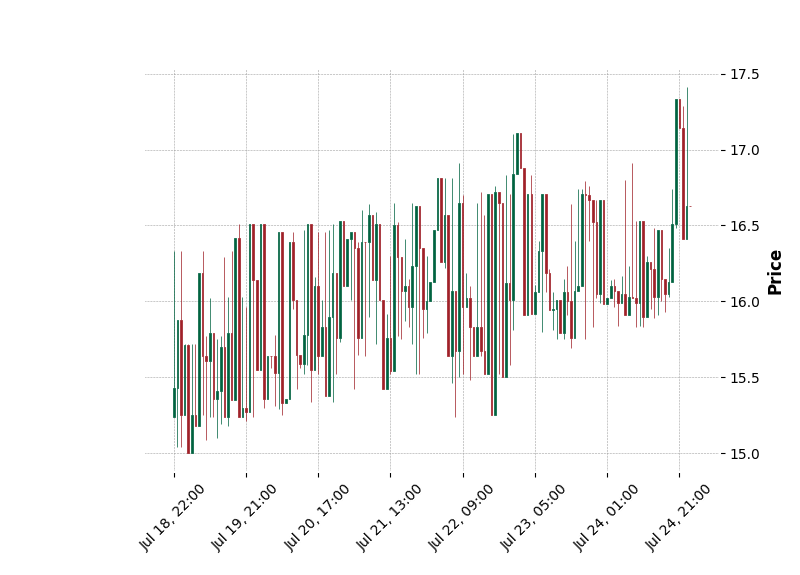 17.5
17.0
16.5
16.0
15.5
15.0
Price
Jul 18, 22:00
Jul 19, 21:00
Jul 20, 17:00
Jul 21, 13:00
Jul 22, 09:00
Jul 23, 05:00
Jul 24, 01:00
Jul 24, 21:00